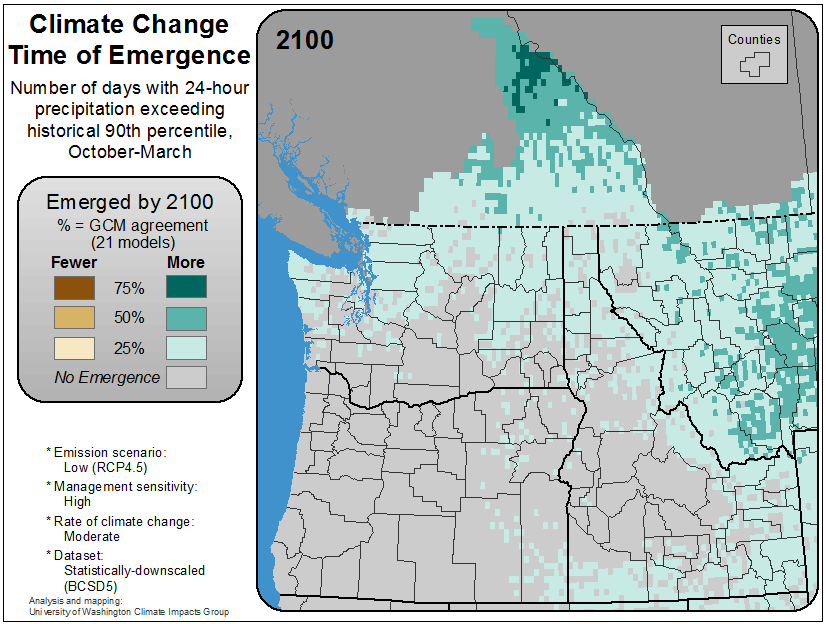 Climate Change
Time of Emergence
Number of days with 24-hour
precipitation exceeding
historical 90th percentile,
October-March
Emerged by 2100
% = GCM agreement
(21 models)
Fewer More
75%
50%
25%
No Emergence
* Emission scenario:
Low (RCP4.5)
* Management sensitivity:
High
* Rate of climate change:
Moderate
* Dataset:
Statistically-downscaled
(BCSD5)
Analysis and mapping:
University of Washington Climate Impacts Group
2100
Counties